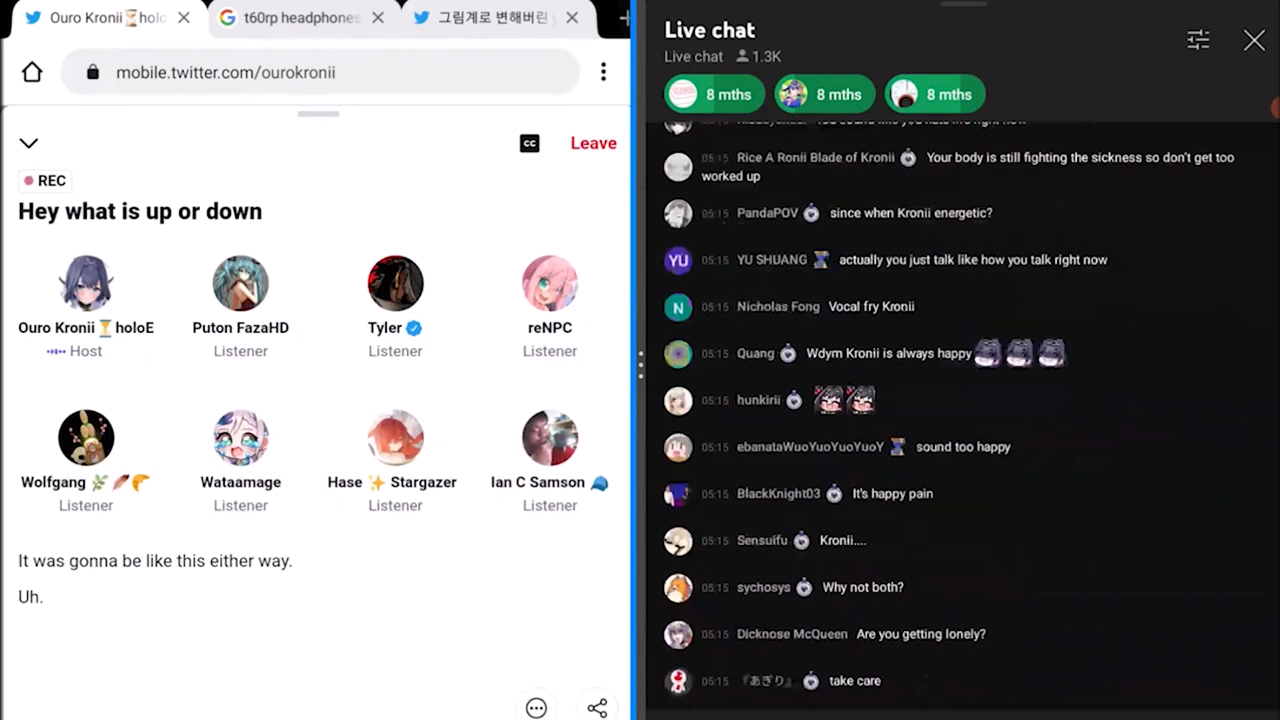 Ouro Kronii⏳holo
t60rp headphones
그림계로 변해버린
mobile.twitter.com/ourokronii
CC
Leave
REC
Hey what is up or down
Ouro Kronii⏳holoE
Host
Puton FazaHD
Listener
Tyler
Listener
reNPC
Listener
Wolfgang 🌿🪶🥐
Listener
Wataamage
Listener
Hase ✨ Stargazer
Listener
Ian C Samson 🧢
Listener
It was gonna be like this either way.
Uh.
Live chat
Live chat 1.3K
8 mths
8 mths
8 mths
05:15 Rice A Ronii Blade of Kronii Your body is still fighting the sickness so don't get too
worked up
05:15 PandaPOV since when Kronii energetic?
YU 05:15 YU SHUANG actually you just talk like how you talk right now
N 05:15 Nicholas Fong Vocal fry Kronii
05:15 Quang Wdym Kronii is always happy
05:15 hunkirii
05:15 ebanataWuoYuoYuoYuoY sound too happy
05:15 BlackKnight03 It's happy pain
05:15 Sensuifu Kronii....
05:15 sychosys Why not both?
05:15 Dicknose McQueen Are you getting lonely?
05:15 『あぎり』 take care